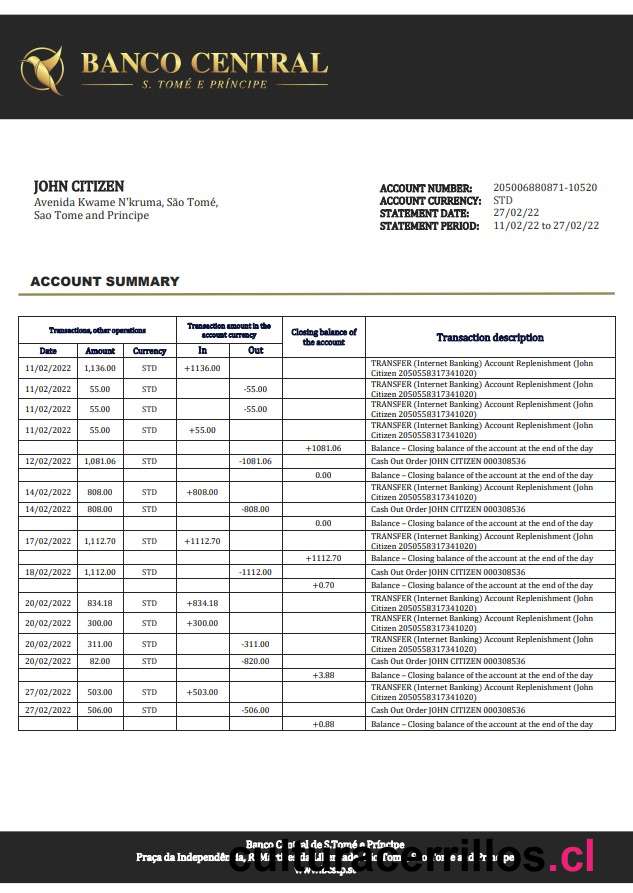 BANCO CENTRAL
S. TOMÉ E PRÍNCIPE
JOHN CITIZEN
Avenida Kwame N'kruma, São Tomé,
Sao Tome and Principe
ACCOUNT NUMBER: 205006880871-10520
ACCOUNT CURRENCY: STD
STATEMENT DATE: 27/02/22
STATEMENT PERIOD: 11/02/22 to 27/02/22
ACCOUNT SUMMARY
Transactions, other operations
Transaction amount in the
account currency
Closing balance of
the account
Transaction description
Date Amount Currency In Out
11/02/2022 1,136.00 STD +1136.00 TRANSFER (Internet Banking) Account Replenishment (John
Citizen 2050558317341020)
11/02/2022 55.00 STD -55.00 TRANSFER (Internet Banking) Account Replenishment (John
Citizen 2050558317341020)
11/02/2022 55.00 STD -55.00 TRANSFER (Internet Banking) Account Replenishment (John
Citizen 2050558317341020)
11/02/2022 55.00 STD +55.00 TRANSFER (Internet Banking) Account Replenishment (John
Citizen 2050558317341020)
+1081.06 Balance – Closing balance of the account at the end of the day
12/02/2022 1,081.06 STD -1081.06 Cash Out Order JOHN CITIZEN 000308536
0.00 Balance – Closing balance of the account at the end of the day
14/02/2022 808.00 STD +808.00 TRANSFER (Internet Banking) Account Replenishment (John
Citizen 2050558317341020)
14/02/2022 808.00 STD -808.00 Cash Out Order JOHN CITIZEN 000308536
0.00 Balance – Closing balance of the account at the end of the day
17/02/2022 1,112.70 STD +1112.70 TRANSFER (Internet Banking) Account Replenishment (John
Citizen 2050558317341020)
+1112.70 Balance – Closing balance of the account at the end of the day
18/02/2022 1,112.00 STD -1112.00 Cash Out Order JOHN CITIZEN 000308536
+0.70 Balance – Closing balance of the account at the end of the day
20/02/2022 834.18 STD +834.18 TRANSFER (Internet Banking) Account Replenishment (John
Citizen 2050558317341020)
20/02/2022 300.00 STD +300.00 TRANSFER (Internet Banking) Account Replenishment (John
Citizen 2050558317341020)
20/02/2022 311.00 STD -311.00 TRANSFER (Internet Banking) Account Replenishment (John
Citizen 2050558317341020)
20/02/2022 82.00 STD -820.00 Cash Out Order JOHN CITIZEN 000308536
+3.88 Balance – Closing balance of the account at the end of the day
27/02/2022 503.00 STD +503.00 TRANSFER (Internet Banking) Account Replenishment (John
Citizen 2050558317341020)
27/02/2022 506.00 STD -506.00 Cash Out Order JOHN CITIZEN 000308536
+0.88 Balance – Closing balance of the account at the end of the day
Banco Central de S.Tomé e Príncipe
Praça da Independência,
culturacerrillos.cl